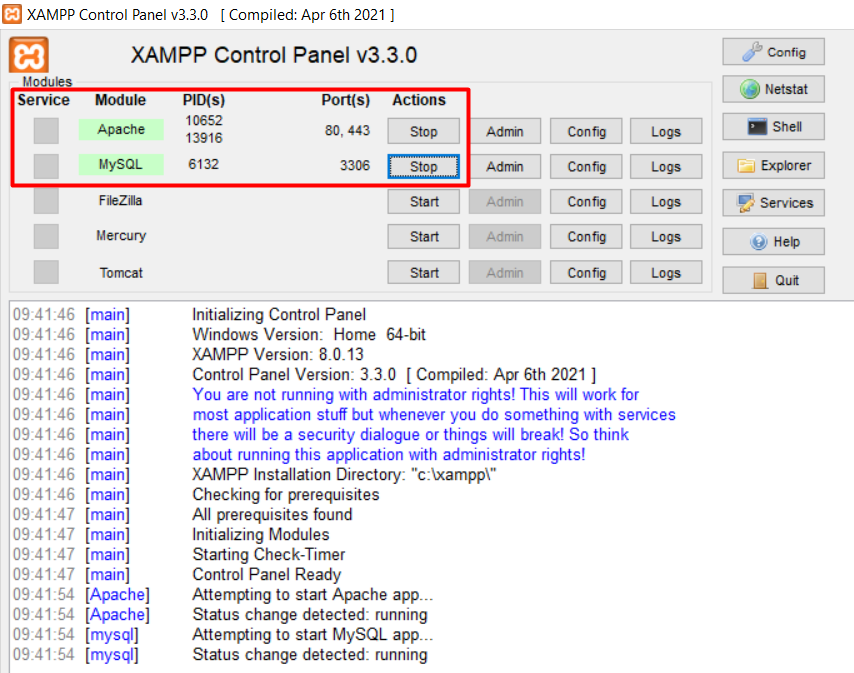 XAMPP Control Panel v3.3.0 [ Compiled: Apr 6th 2021 ]
XAMPP Control Panel v3.3.0
Config
Modules
Service Module PID(s) Port(s) Actions
Netstat
Apache 10652 13916 80, 443 Stop Admin Config Logs
Shell
MySQL 6132 3306 Stop Admin Config Logs
Explorer
FileZilla Start Admin Config Logs
Services
Mercury Start Admin Config Logs
Help
Tomcat Start Admin Config Logs
Quit
09:41:46 [main] Initializing Control Panel
09:41:46 [main] Windows Version: Home 64-bit
09:41:46 [main] XAMPP Version: 8.0.13
09:41:46 [main] Control Panel Version: 3.3.0 [ Compiled: Apr 6th 2021 ]
09:41:46 [main] You are not running with administrator rights! This will work for
09:41:46 [main] most application stuff but whenever you do something with services
09:41:46 [main] there will be a security dialogue or things will break! So think
09:41:46 [main] about running this application with administrator rights!
09:41:46 [main] XAMPP Installation Directory: "c:\xampp\"
09:41:46 [main] Checking for prerequisites
09:41:47 [main] All prerequisites found
09:41:47 [main] Initializing Modules
09:41:47 [main] Starting Check-Timer
09:41:47 [main] Control Panel Ready
09:41:54 [Apache] Attempting to start Apache app...
09:41:54 [Apache] Status change detected: running
09:41:54 [mysql] Attempting to start MySQL app...
09:41:54 [mysql] Status change detected: running